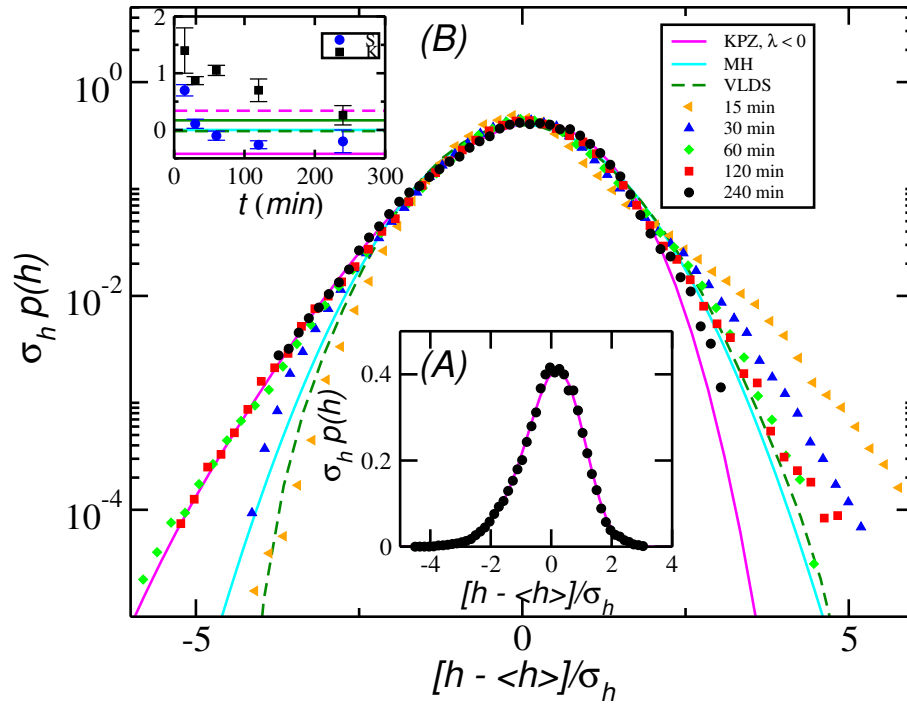 2
1
0
0 100 200 300
t (min)
S
K
(B)
KPZ, λ < 0
MH
VLDS
15 min
30 min
60 min
120 min
240 min
10^0
10^-2
10^-4
σ_h p(h)
(A)
0.4
0.2
0
σ_h p(h)
-4 -2 0 2 4
[h - <h>]/σ_h
-5 0 5
[h - <h>]/σ_h